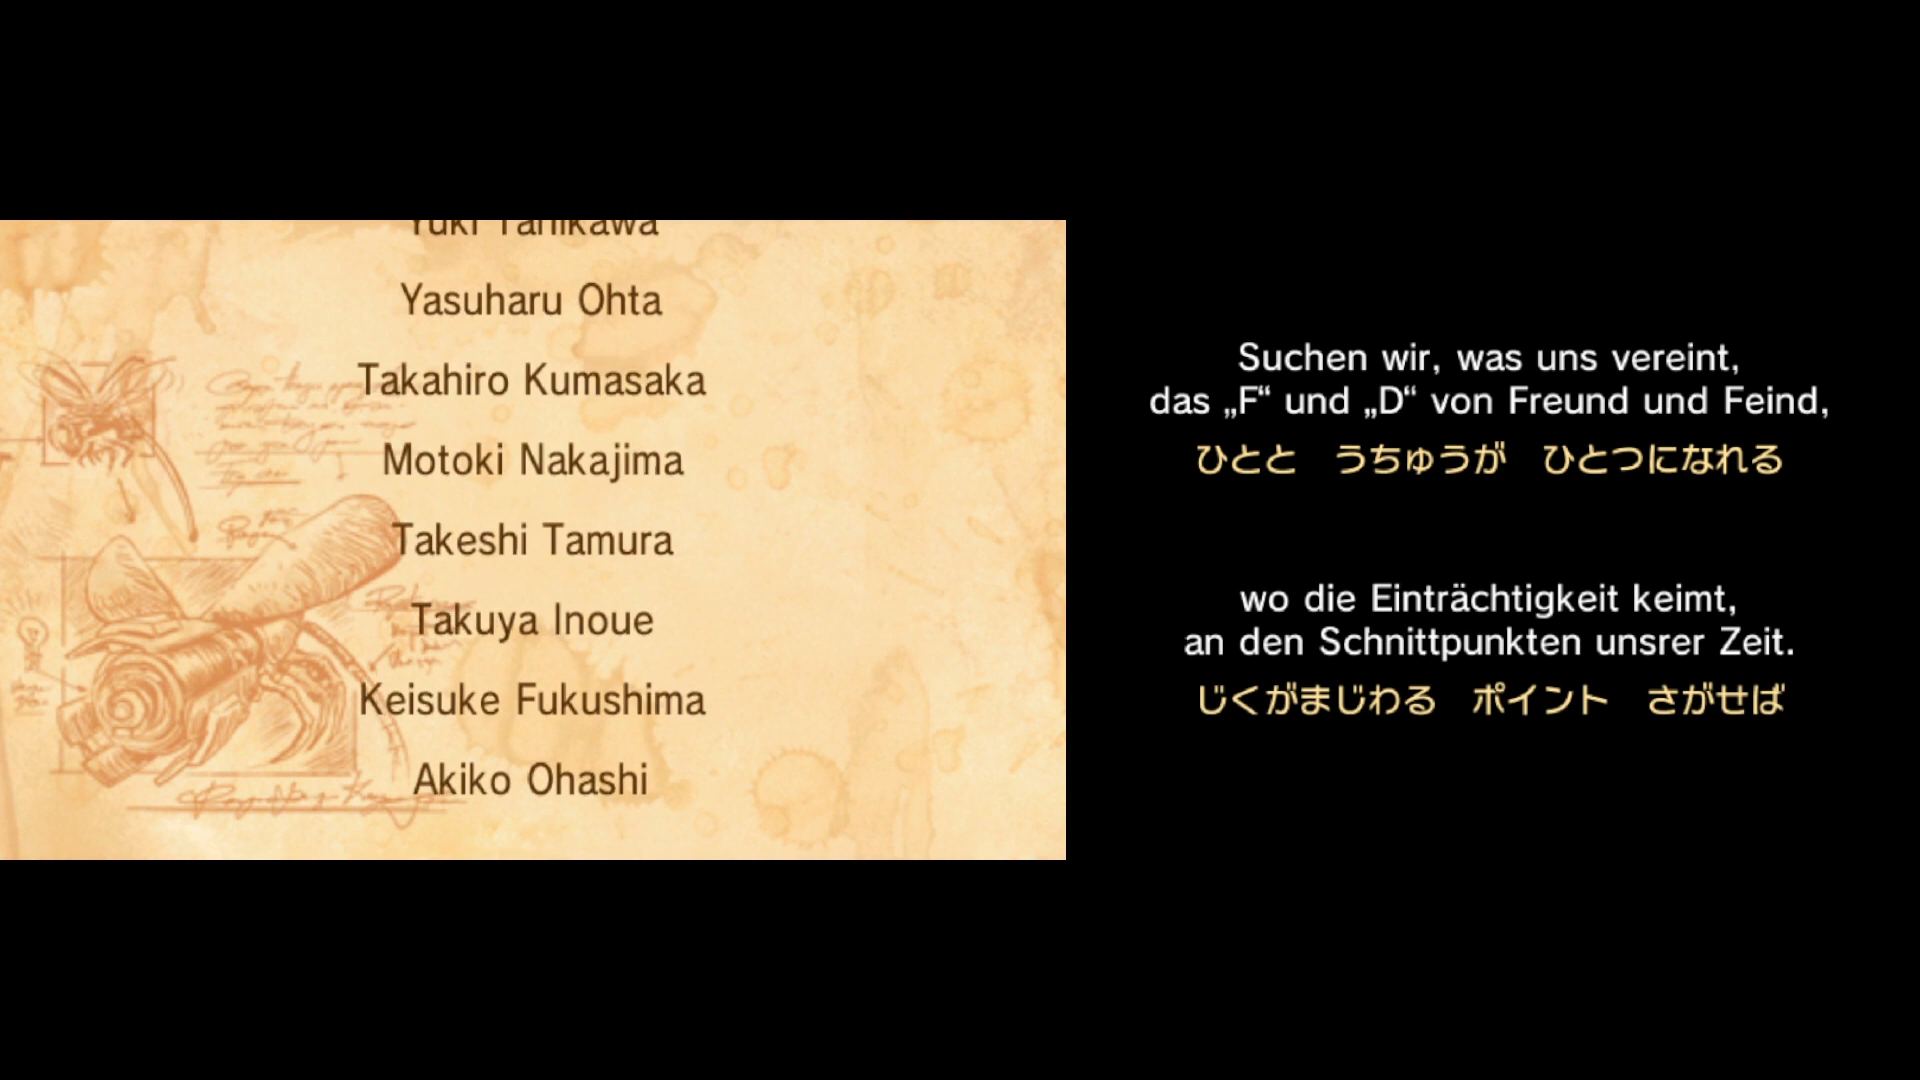 Yuki Tanikawa
Yasuharu Ohta
Takahiro Kumasaka
Motoki Nakajima
Takeshi Tamura
Takuya Inoue
Keisuke Fukushima
Akiko Ohashi
Suchen wir, was uns vereint,
das „F“ und „D“ von Freund und Feind,
ひとと　うちゅうが　ひとつになれる
wo die Einträchtigkeit keimt,
an den Schnittpunkten unsrer Zeit.
じくがまじわる　ポイント　さがせば